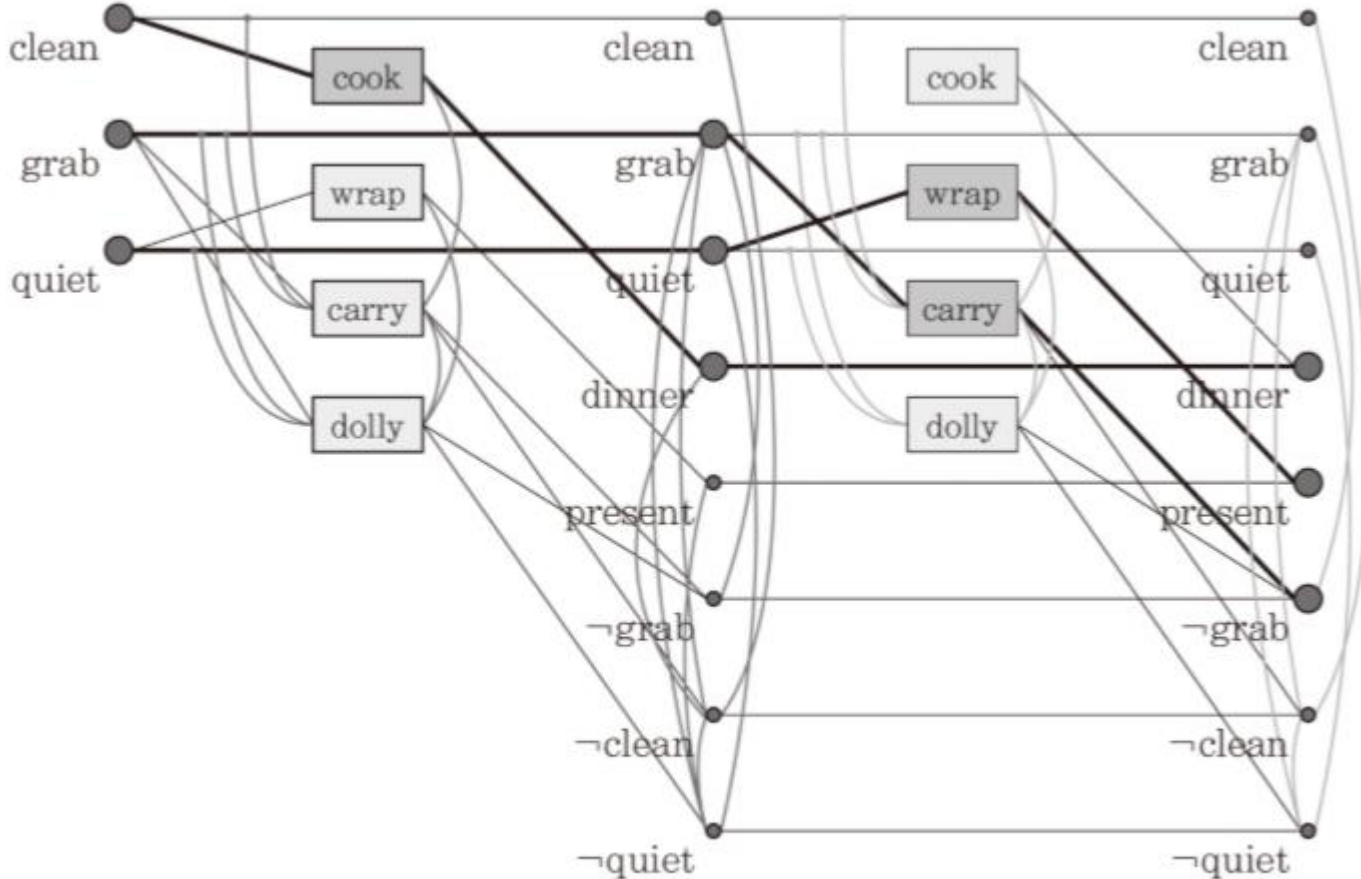 clean
cook
grab
wrap
quiet
carry
dolly
clean
cook
grab
wrap
quiet
carry
dinner
dolly
present
¬grab
¬clean
¬quiet
clean
grab
quiet
dinner
present
¬grab
¬clean
¬quiet